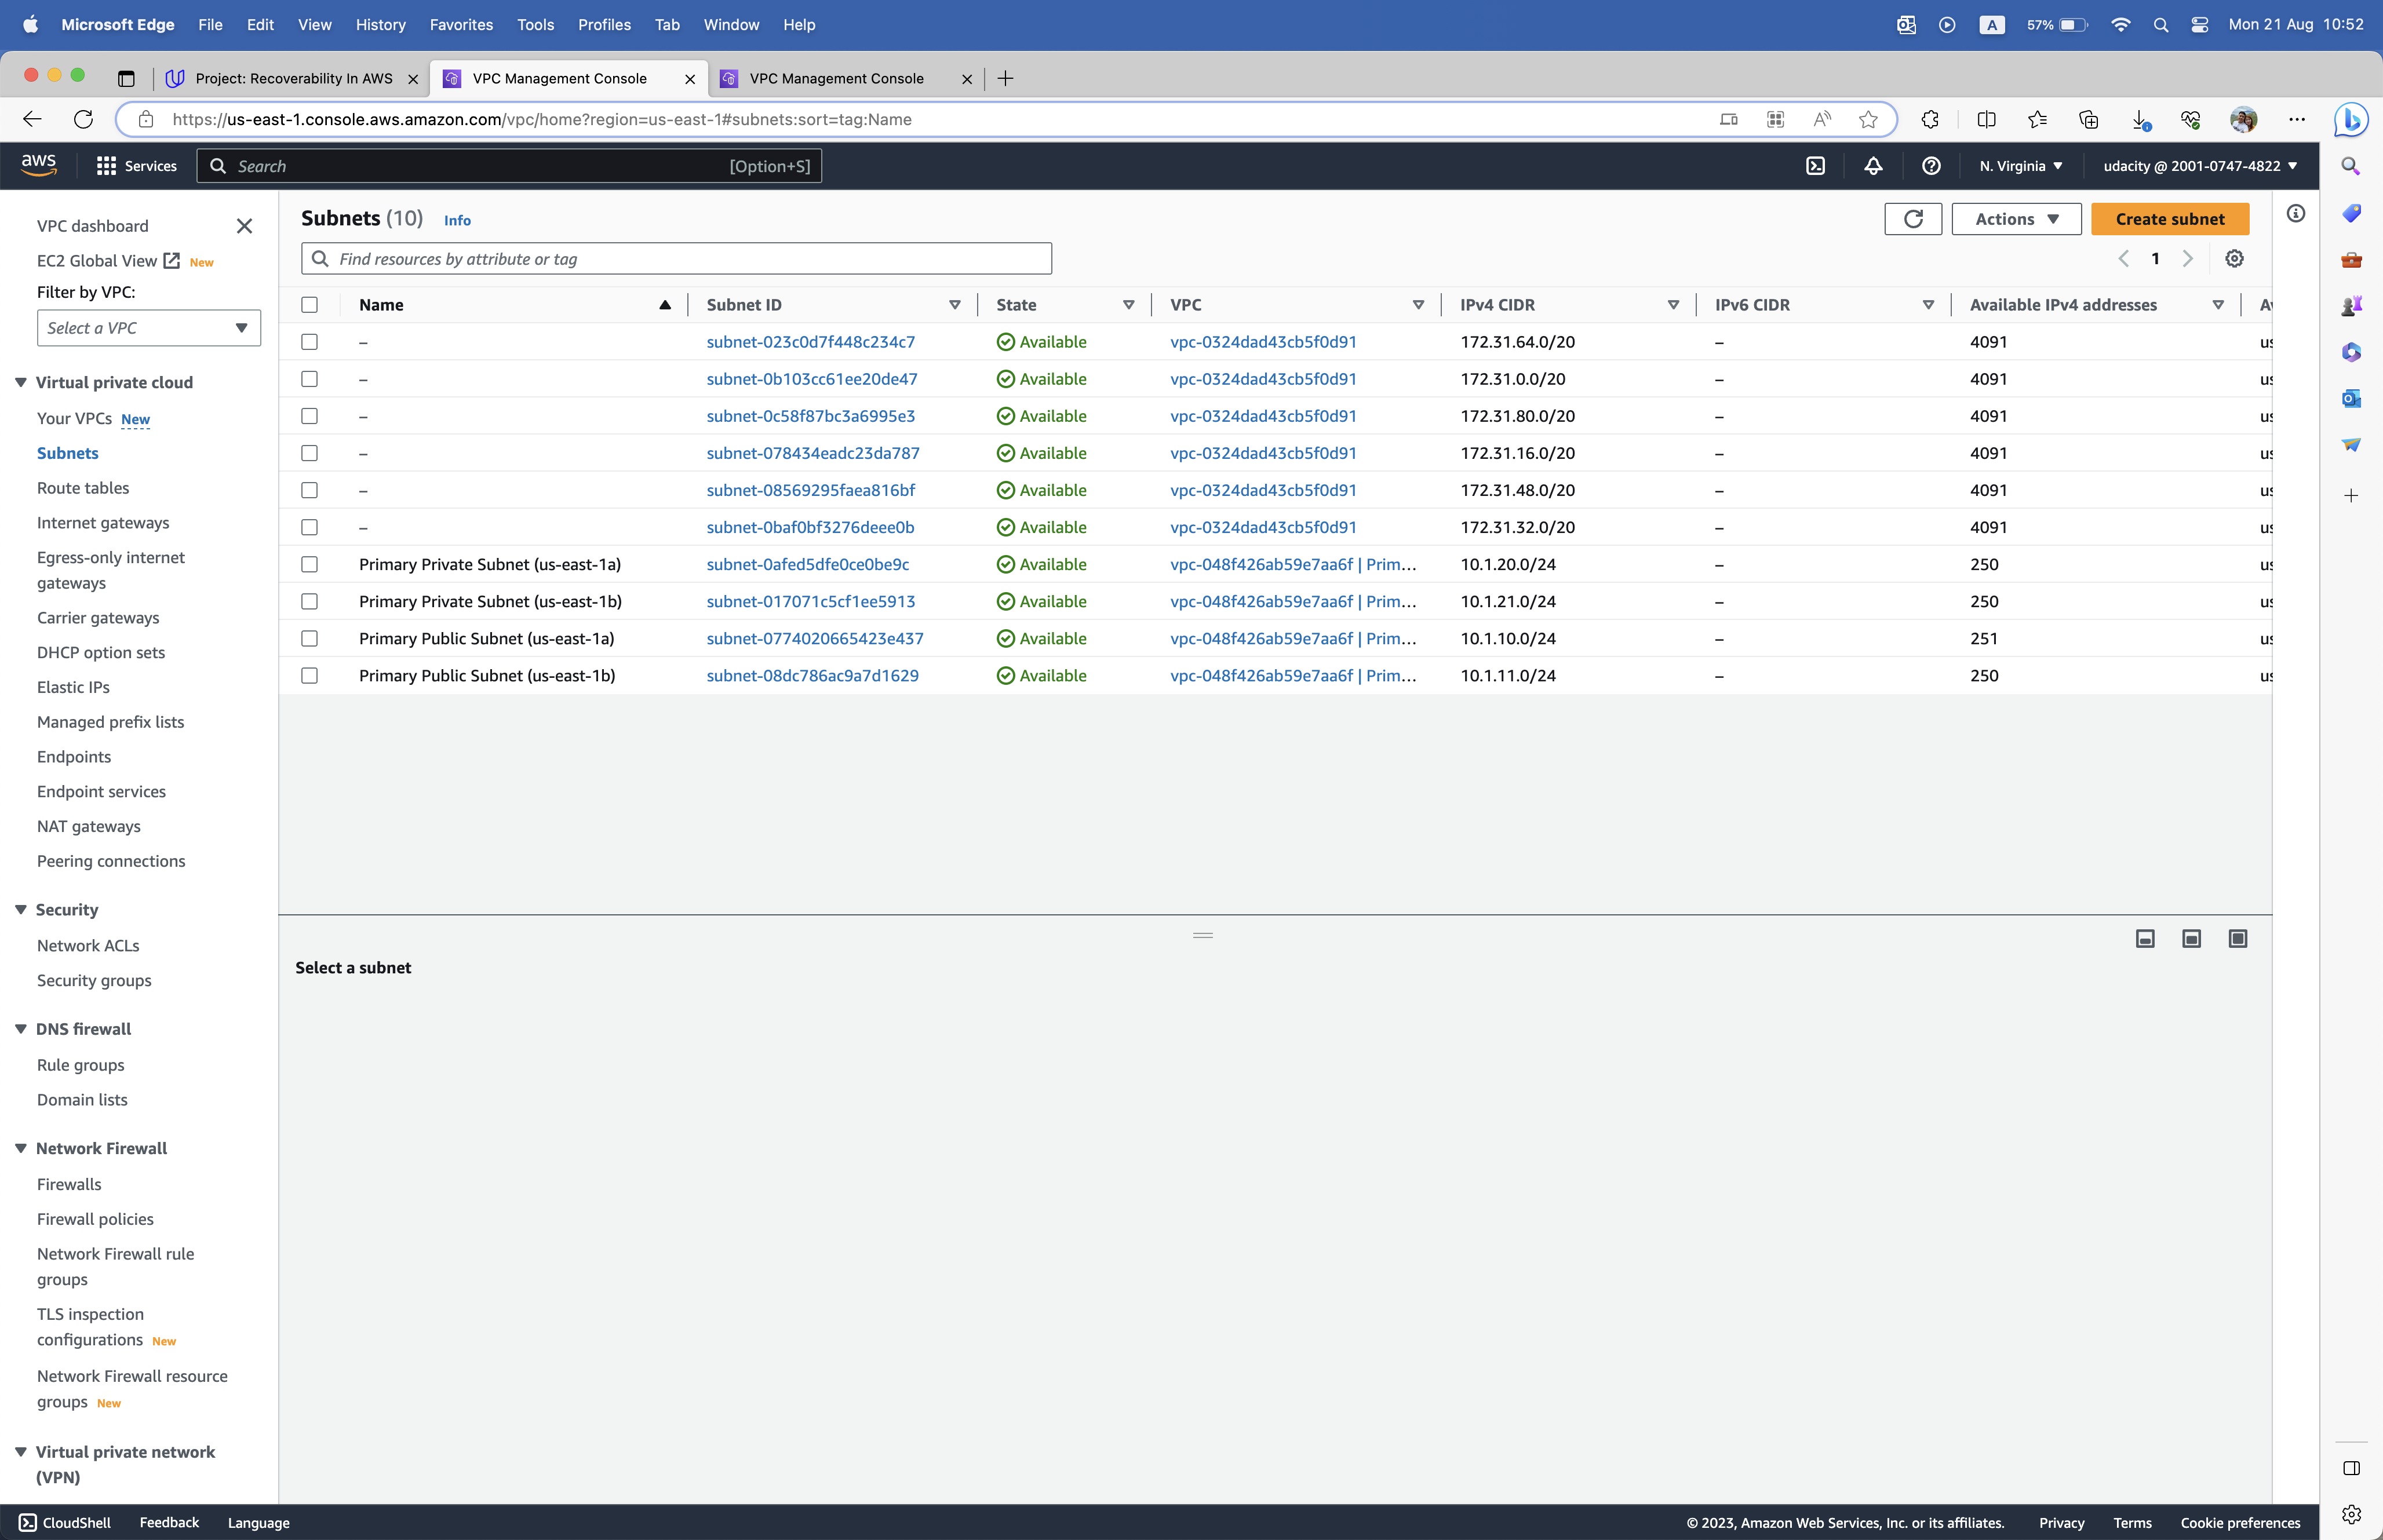 Microsoft Edge File Edit View History Favorites Tools Profiles Tab Window Help A 57% Mon 21 Aug 10:52
Project: Recoverability In AWS VPC Management Console VPC Management Console
https://us-east-1.console.aws.amazon.com/vpc/home?region=us-east-1#subnets:sort=tag:Name
aws Services Search [Option+S] N. Virginia udacity @ 2001-0747-4822
VPC dashboard
EC2 Global View New
Filter by VPC:
Select a VPC
Virtual private cloud
Your VPCs New
Subnets
Route tables
Internet gateways
Egress-only internet
gateways
Carrier gateways
DHCP option sets
Elastic IPs
Managed prefix lists
Endpoints
Endpoint services
NAT gateways
Peering connections
Security
Network ACLs
Security groups
DNS firewall
Rule groups
Domain lists
Network Firewall
Firewalls
Firewall policies
Network Firewall rule
groups
TLS inspection
configurations New
Network Firewall resource
groups New
Virtual private network
(VPN)
Subnets (10) Info Actions Create subnet
Find resources by attribute or tag 1
Name Subnet ID State VPC IPv4 CIDR IPv6 CIDR Available IPv4 addresses
– subnet-023c0d7f448c234c7 Available vpc-0324dad43cb5f0d91 172.31.64.0/20 – 4091 us
– subnet-0b103cc61ee20de47 Available vpc-0324dad43cb5f0d91 172.31.0.0/20 – 4091 us
– subnet-0c58f87bc3a6995e3 Available vpc-0324dad43cb5f0d91 172.31.80.0/20 – 4091 us
– subnet-078434eadc23da787 Available vpc-0324dad43cb5f0d91 172.31.16.0/20 – 4091 us
– subnet-08569295faea816bf Available vpc-0324dad43cb5f0d91 172.31.48.0/20 – 4091 us
– subnet-0baf0bf3276deee0b Available vpc-0324dad43cb5f0d91 172.31.32.0/20 – 4091 us
Primary Private Subnet (us-east-1a) subnet-0afed5dfe0ce0be9c Available vpc-048f426ab59e7aa6f | Prim... 10.1.20.0/24 – 250 us
Primary Private Subnet (us-east-1b) subnet-017071c5cf1ee5913 Available vpc-048f426ab59e7aa6f | Prim... 10.1.21.0/24 – 250 us
Primary Public Subnet (us-east-1a) subnet-0774020665423e437 Available vpc-048f426ab59e7aa6f | Prim... 10.1.10.0/24 – 251 us
Primary Public Subnet (us-east-1b) subnet-08dc786ac9a7d1629 Available vpc-048f426ab59e7aa6f | Prim... 10.1.11.0/24 – 250 us
Select a subnet
CloudShell Feedback Language © 2023, Amazon Web Services, Inc. or its affiliates. Privacy Terms Cookie preferences